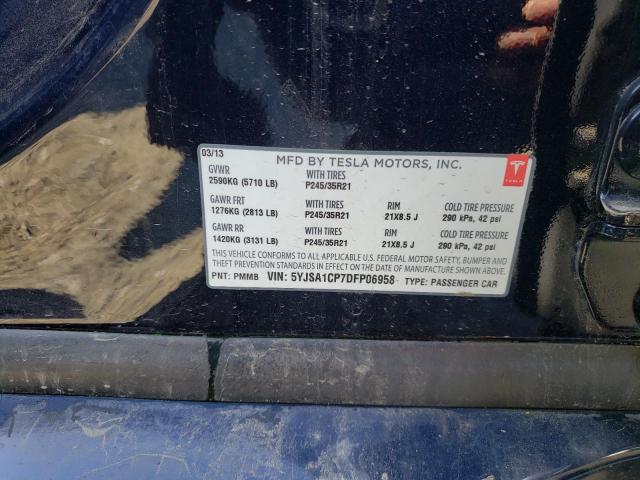 03/13
MFD BY TESLA MOTORS, INC.
GVWR WITH TIRES
2590KG (5710 LB) P245/35R21
GAWR FRT WITH TIRES RIM COLD TIRE PRESSURE
1276KG (2813 LB) P245/35R21 21X8.5 J 290 kPa, 42 psi
GAWR RR WITH TIRES RIM COLD TIRE PRESSURE
1420KG (3131 LB) P245/35R21 21X8.5 J 290 kPa, 42 psi
THIS VEHICLE CONFORMS TO ALL APPLICABLE U.S. FEDERAL MOTOR SAFETY, BUMPER AND
THEFT PREVENTION STANDARDS IN EFFECT ON THE DATE OF MANUFACTURE SHOWN ABOVE.
PNT: PMMB VIN: 5YJSA1CP7DFP06958 TYPE: PASSENGER CAR
TESLA